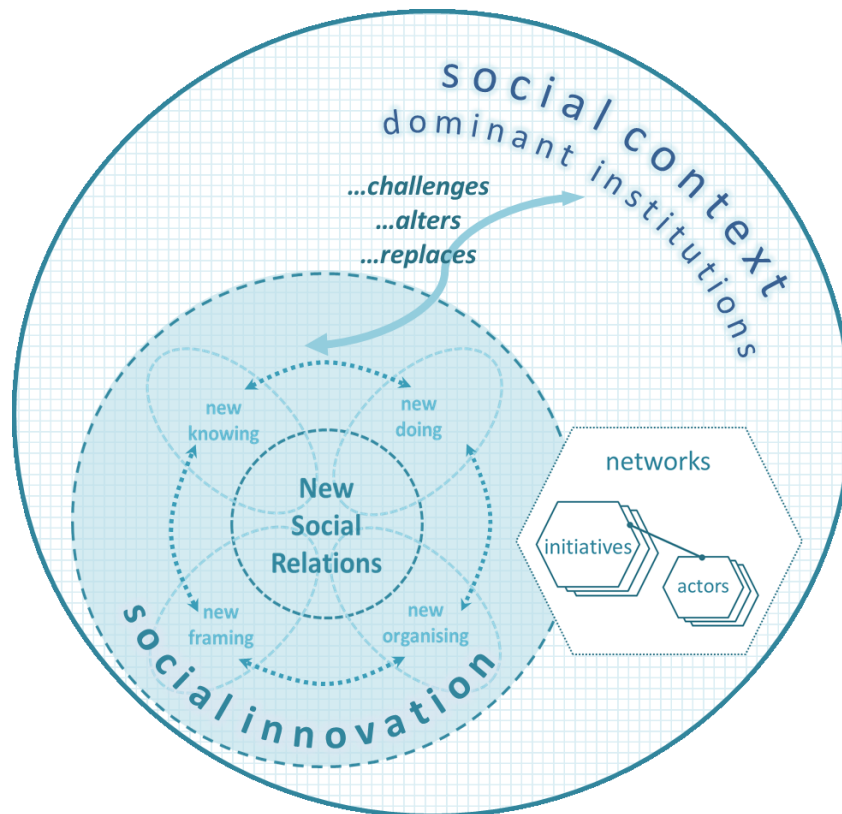 social context
dominant institutions
...challenges
...alters
...replaces
new
knowing
new
doing
New
Social
Relations
new
framing
new
organising
social innovation
networks
initiatives
actors